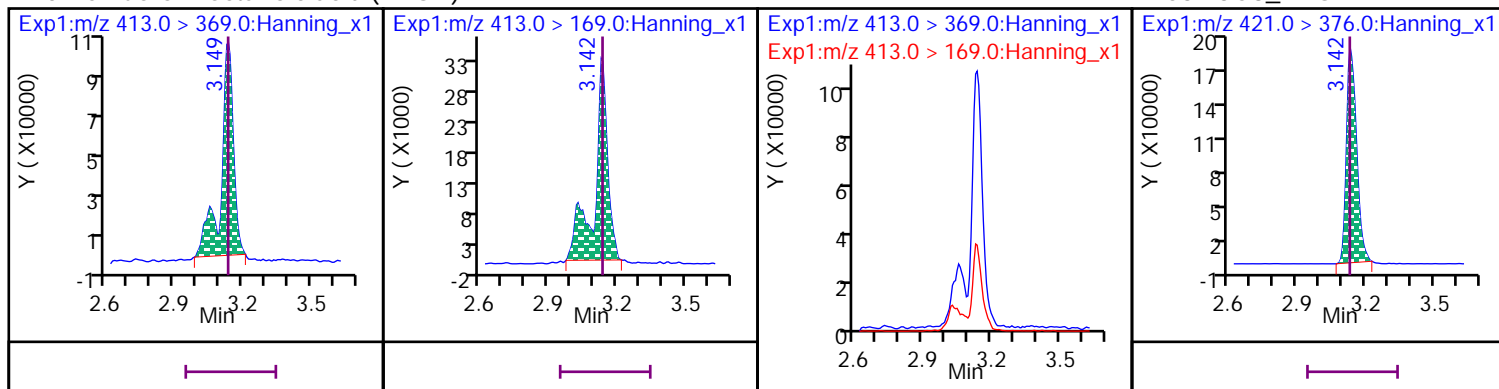 Exp1:m/z 413.0 > 369.0:Hanning_x1
3.149
Y ( X10000)
11
9
7
5
3
1
-1
2.6 2.9 3.2 3.5
Min
Exp1:m/z 413.0 > 169.0:Hanning_x1
3.142
Y ( X10000)
33
28
23
18
13
8
3
-2
2.6 2.9 3.2 3.5
Min
Exp1:m/z 413.0 > 369.0:Hanning_x1
Exp1:m/z 413.0 > 169.0:Hanning_x1
Y ( X10000)
10
8
6
4
2
0
2.6 2.9 3.2 3.5
Min
Exp1:m/z 421.0 > 376.0:Hanning_x1
3.142
Y ( X10000)
20
17
14
11
8
5
2
-1
2.6 2.9 3.2 3.5
Min